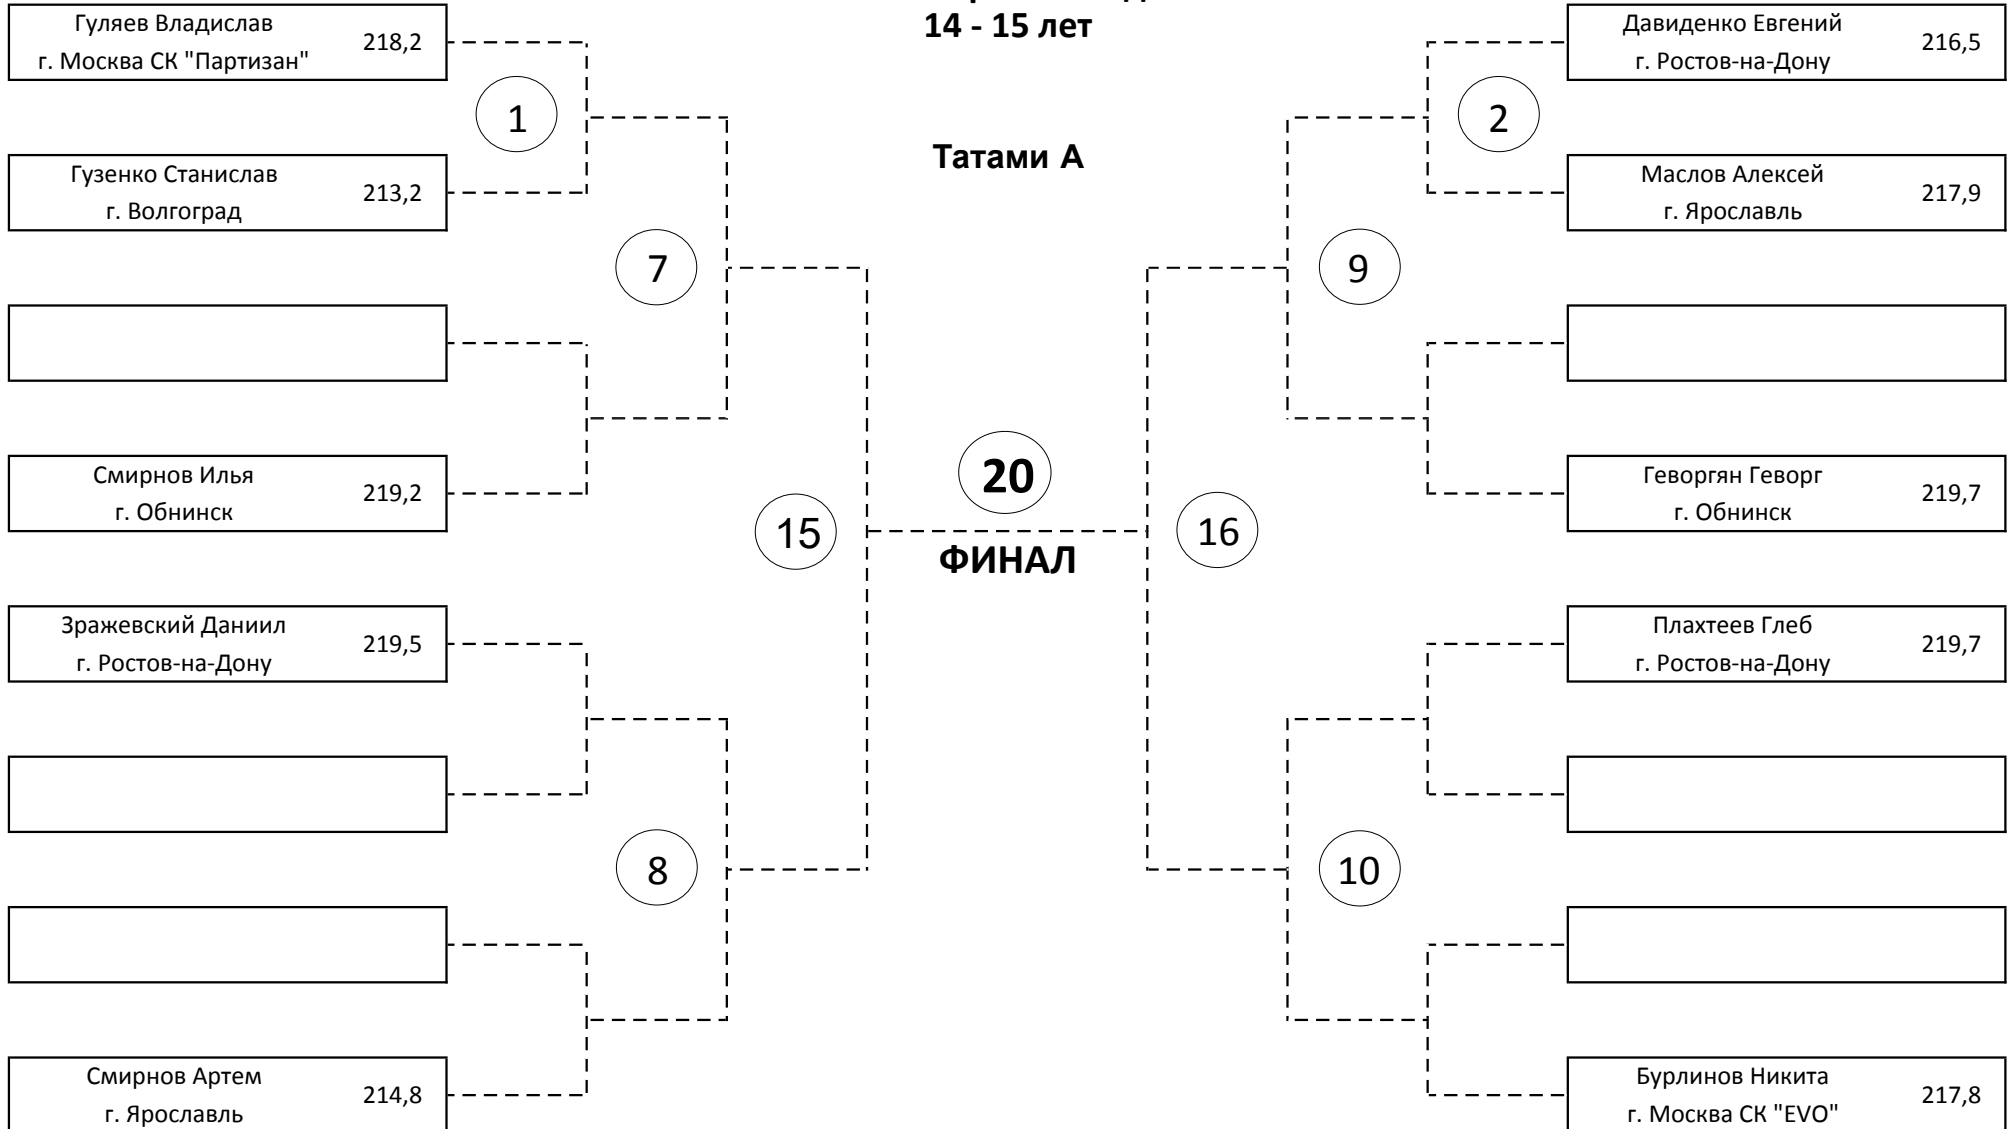 14 - 15 лет
Татами А
Гуляев Владислав
г. Москва СК "Партизан"
218,2
1
Гузенко Станислав
г. Волгоград
213,2
7
Смирнов Илья
г. Обнинск
219,2
15
Зражевский Даниил
г. Ростов-на-Дону
219,5
8
Смирнов Артем
г. Ярославль
214,8
20
ФИНАЛ
Давиденко Евгений
г. Ростов-на-Дону
216,5
2
Маслов Алексей
г. Ярославль
217,9
9
Геворгян Геворг
г. Обнинск
219,7
16
Плахтеев Глеб
г. Ростов-на-Дону
219,7
10
Бурлинов Никита
г. Москва СК "EVO"
217,8